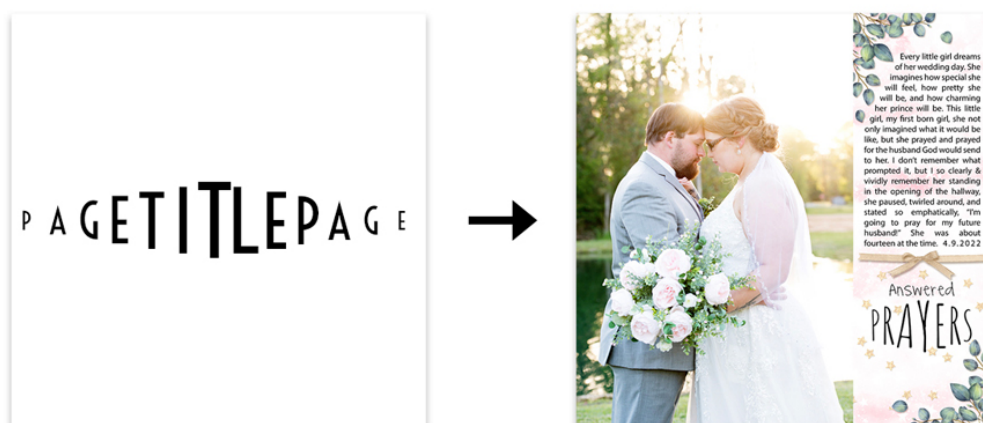 PAGETITLEPAGE
Every little girl dreams
of her wedding day. She
imagines how special she
will feel, how pretty she
will be, and how charming
her prince will be. This little
girl, my first born girl, she not
only imagined what it would be
like, but she prayed and prayed
for the husband God would send
to her. I don't remember what
prompted it, but I so clearly &
vividly remember her standing
in the opening of the hallway,
she paused, twirled around, and
stated so emphatically, "I'm
going to pray for my future
husband!" She was about
fourteen at the time. 4.9.2022
Answered
PRAYERS